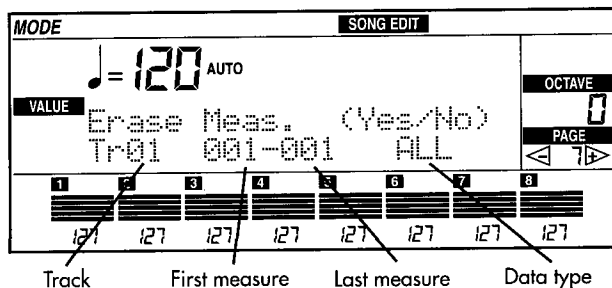 MODE SONG EDIT
♩=120 AUTO
OCTAVE
0
VALUE
Erase Meas. (Yes/No)
Tr01 001-001 ALL
PAGE
- 7 +
1 2 3 4 5 6 7 8
127 127 127 127 127 127 127 127
Track First measure Last measure Data type